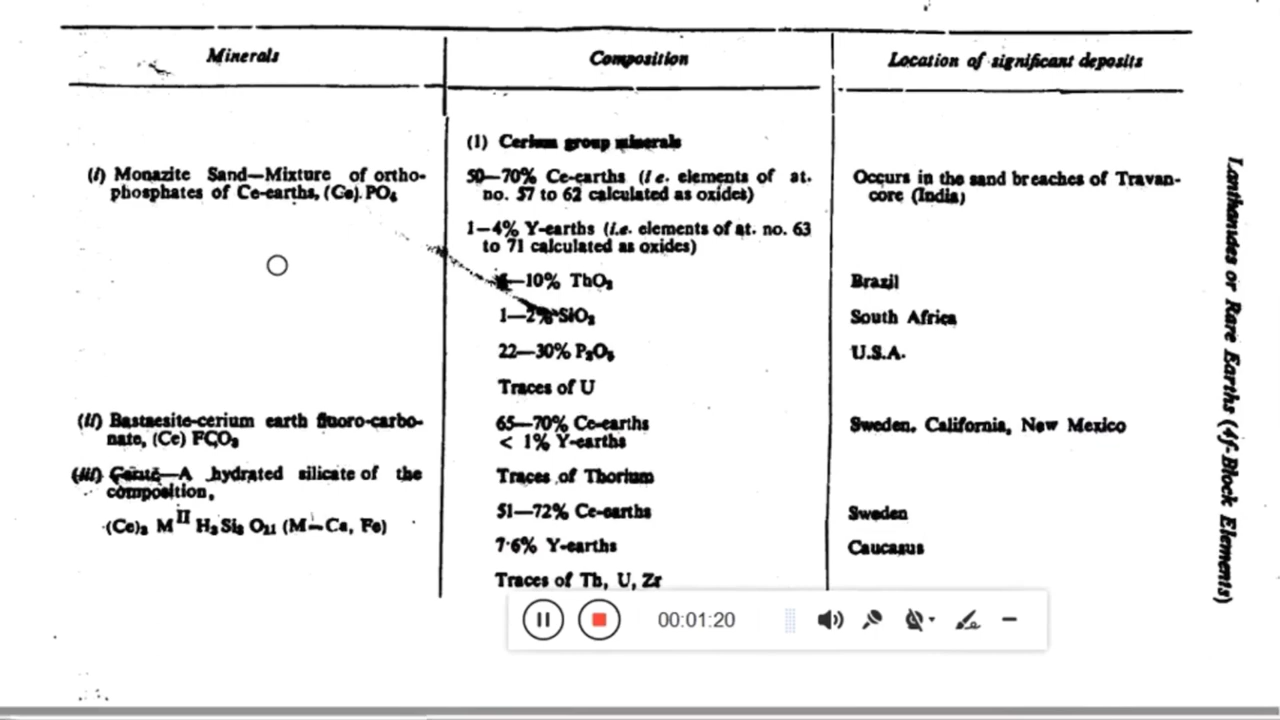 Minerals
Composition
Location of significant deposits
(1) Cerium group minerals
(i) Monazite Sand—Mixture of ortho-
phosphates of Ce-earths, (Ce). PO₄
50—70% Ce-earths (i e. elements of at.
no. 57 to 62 calculated as oxides)
Occurs in the sand breaches of Travan-
core (India)
1—4% Y-earths (i.e. elements of at. no. 63
to 71 calculated as oxides)
—10% ThO₂
Brazil
1—2% SiO₂
South Africa
22—30% P₂O₅
U.S.A.
Traces of U
(ii) Bastaesite-cerium earth fluoro-carbo-
nate, (Ce) FCO₃
65—70% Ce-earths
< 1% Y-earths
Sweden, California, New Mexico
(iii) Cerite—A hydrated silicate of the
composition,
Traces of Thorium
(Ce)₃ M^II H₃ Si₃ O₁₁ (M—Ca, Fe)
51—72% Ce-earths
Sweden
7·6% Y-earths
Caucasus
Traces of Th, U, Zr
Lanthanides or Rare Earths (4f-Block Elements)
00:01:20